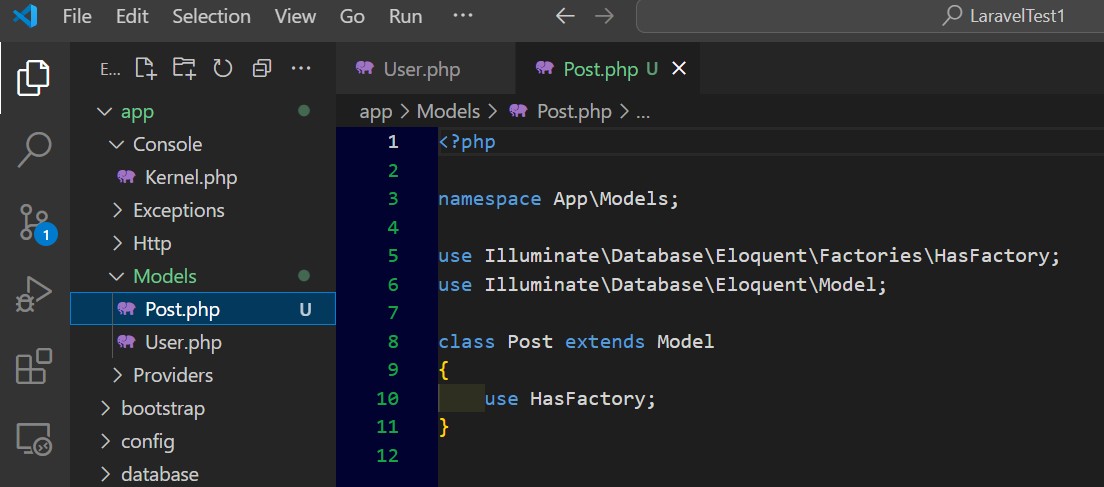 File Edit Selection View Go Run ···
LaravelTest1
E... ···
app
Console
Kernel.php
Exceptions
Http
Models
Post.php U
User.php
Providers
bootstrap
config
database
1
User.php
Post.php U
app > Models > Post.php > ...
1 <?php
2
3 namespace App\Models;
4
5 use Illuminate\Database\Eloquent\Factories\HasFactory;
6 use Illuminate\Database\Eloquent\Model;
7
8 class Post extends Model
9 {
10     use HasFactory;
11 }
12